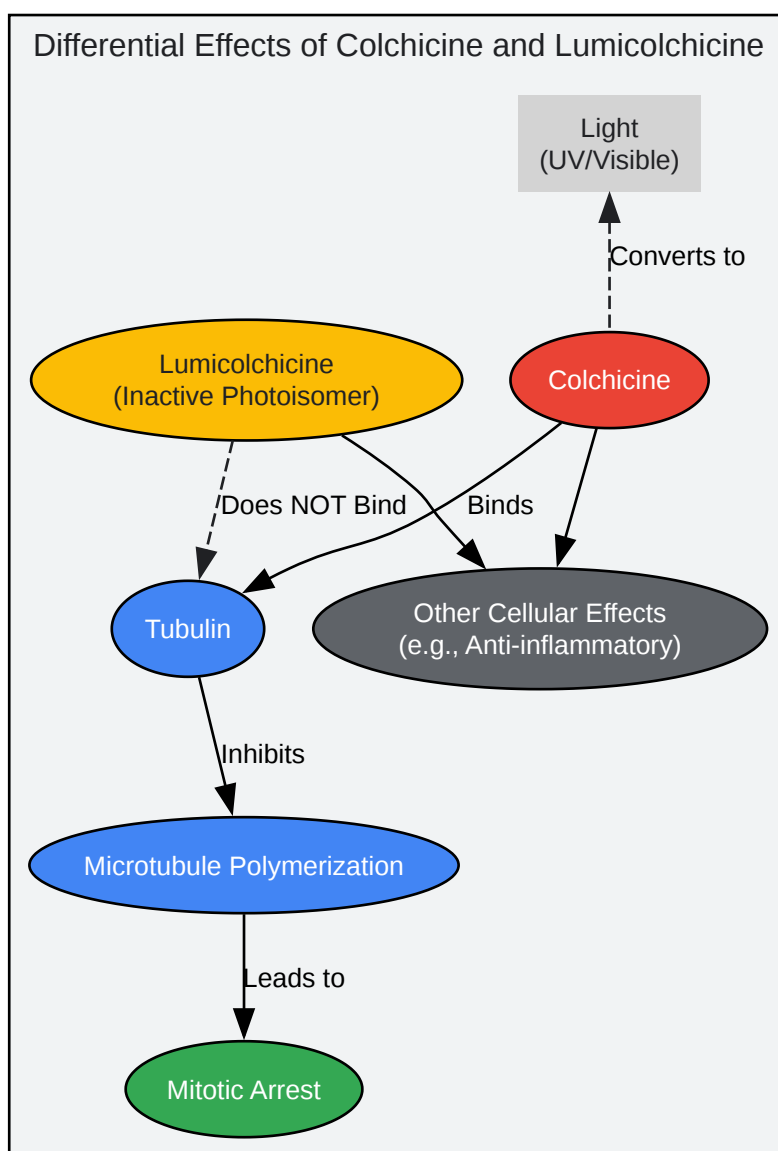 Differential Effects of Colchicine and Lumicolchicine
Light
(UV/Visible)
Converts to
Lumicolchicine
(Inactive Photoisomer)
Colchicine
Does NOT Bind
Binds
Tubulin
Other Cellular Effects
(e.g., Anti-inflammatory)
Inhibits
Microtubule Polymerization
Leads to
Mitotic Arrest